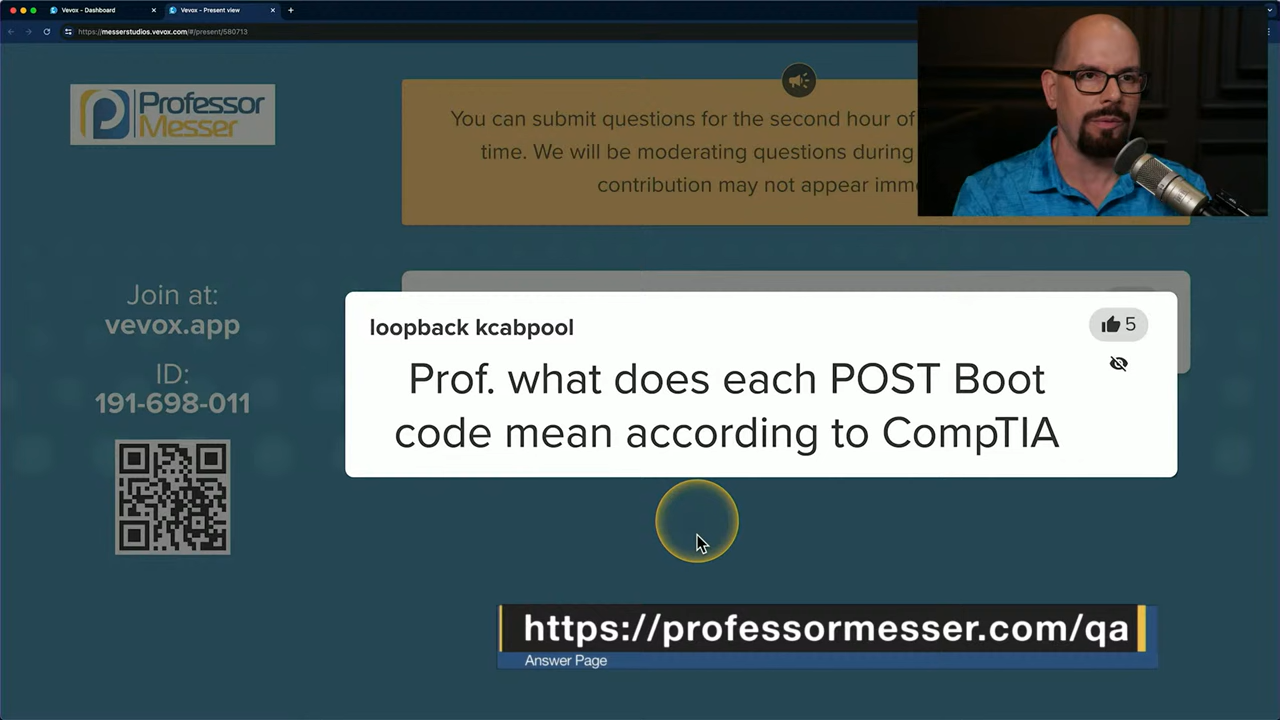 Vevox - Dashboard
Vevox - Present view
https://messerstudios.vevox.com/#/present/580713
Professor
Messer
You can submit questions for the second hour of
time. We will be moderating questions during
contribution may not appear imme
Join at:
vevox.app
ID:
191-698-011
loopback kcabpool
5
Prof. what does each POST Boot
code mean according to CompTIA
https://professormesser.com/qa
Answer Page